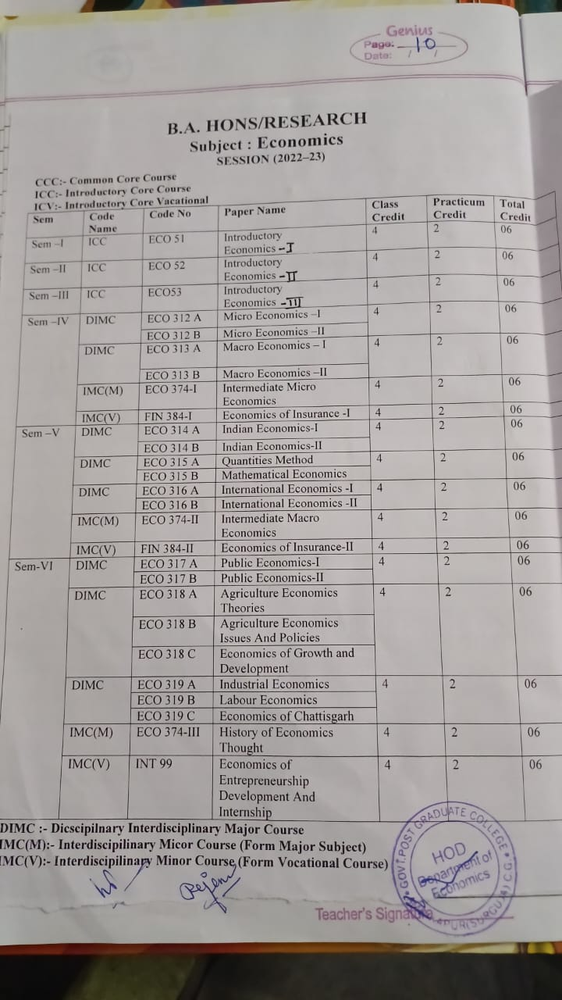 Genius
Page: 10
Date: / /
B.A. HONS/RESEARCH
Subject : Economics
SESSION (2022–23)
CCC:- Common Core Course
ICC:- Introductory Core Course
ICV:- Introductory Core Vacational
Sem Code Name Code No Paper Name Class Credit Practicum Credit Total Credit
Sem –I ICC ECO 51 Introductory Economics –I 4 2 06
Sem –II ICC ECO 52 Introductory Economics –II 4 2 06
Sem –III ICC ECO53 Introductory Economics –III 4 2 06
Sem –IV DIMC ECO 312 A Micro Economics –I 4 2 06
ECO 312 B Micro Economics –II
DIMC ECO 313 A Macro Economics – I 4 2 06
ECO 313 B Macro Economics –II
IMC(M) ECO 374-I Intermediate Micro Economics 4 2 06
IMC(V) FIN 384-I Economics of Insurance -I 4 2 06
Sem –V DIMC ECO 314 A Indian Economics-I 4 2 06
ECO 314 B Indian Economics-II
DIMC ECO 315 A Quantities Method 4 2 06
ECO 315 B Mathematical Economics
DIMC ECO 316 A International Economics -I 4 2 06
ECO 316 B International Economics -II
IMC(M) ECO 374-II Intermediate Macro Economics 4 2 06
IMC(V) FIN 384-II Economics of Insurance-II 4 2 06
Sem-VI DIMC ECO 317 A Public Economics-I 4 2 06
ECO 317 B Public Economics-II
DIMC ECO 318 A Agriculture Economics Theories 4 2 06
ECO 318 B Agriculture Economics Issues And Policies
ECO 318 C Economics of Growth and Development
DIMC ECO 319 A Industrial Economics 4 2 06
ECO 319 B Labour Economics
ECO 319 C Economics of Chattisgarh
IMC(M) ECO 374-III History of Economics Thought 4 2 06
IMC(V) INT 99 Economics of Entrepreneurship Development And Internship 4 2 06
DIMC :- Dicscipilnary Interdisciplinary Major Course
IMC(M):- Interdiscipilinary Micor Course (Form Major Subject)
IMC(V):- Interdiscipilinary Minor Course (Form Vocational Course)
GOVT.POST GRADUATE COLLEGE
HOD
Department of
Economics
(SURGUJA) C.G.
Teacher's